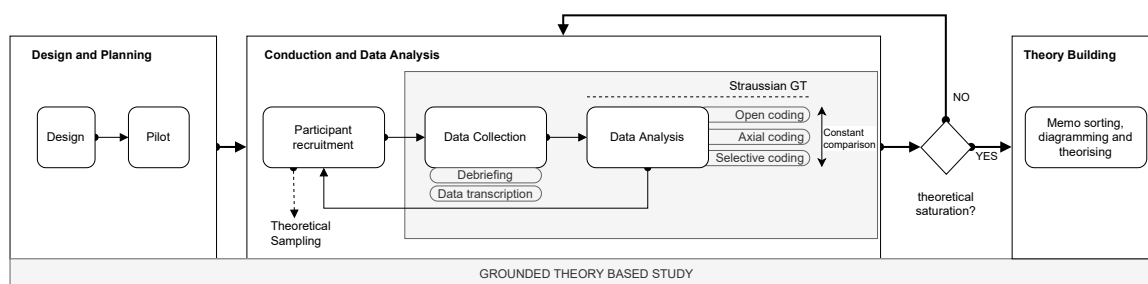 Design and Planning
Design
Pilot
Conduction and Data Analysis
Participant
recruitment
Theoretical
Sampling
Data Collection
Debriefing
Data transcription
Straussian GT
Data Analysis
Open coding
Axial coding
Selective coding
Constant
comparison
NO
YES
theoretical
saturation?
Theory Building
Memo sorting,
diagramming and
theorising
GROUNDED THEORY BASED STUDY